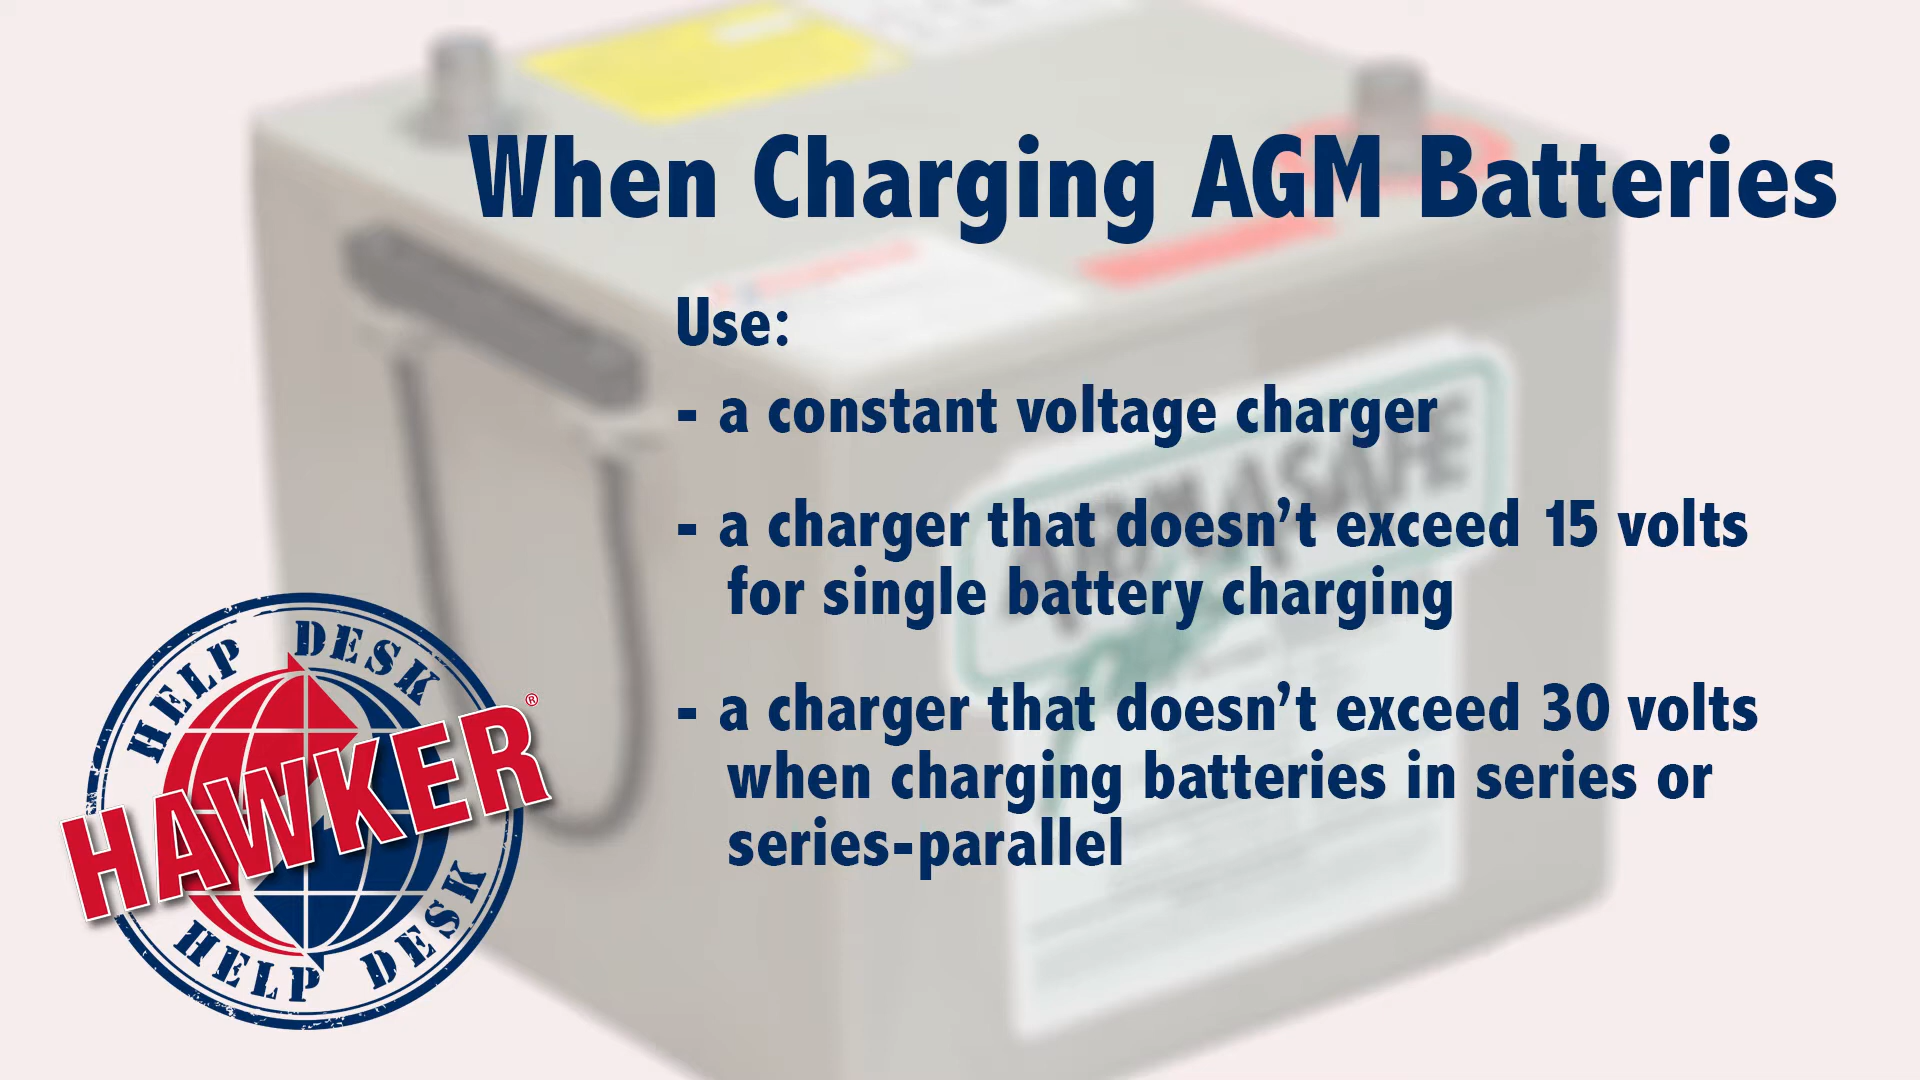 When Charging AGM Batteries
Use:
- a constant voltage charger
- a charger that doesn’t exceed 15 volts
for single battery charging
- a charger that doesn’t exceed 30 volts
when charging batteries in series or
series-parallel
HELP DESK
HAWKER®
HELP DESK
ARMASAFE